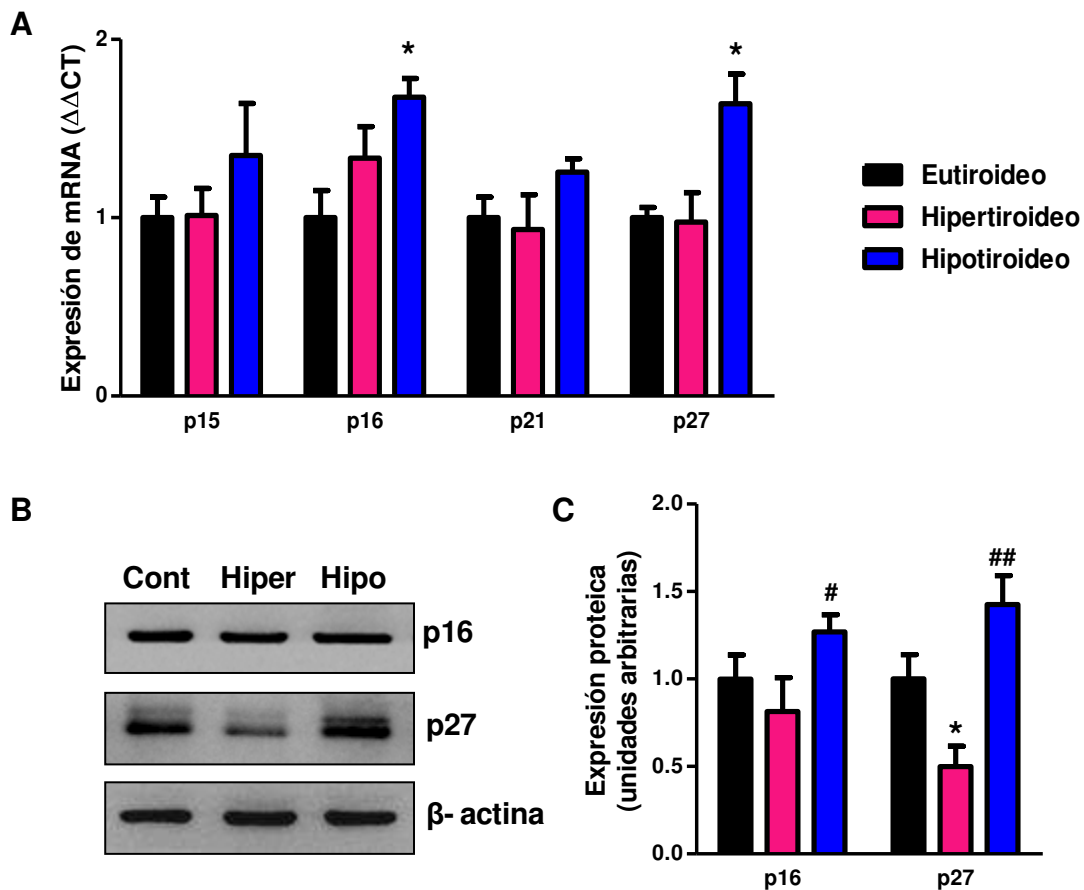 A
Expresión de mRNA (ΔΔCT)
2
1
0
*
*
p15
p16
p21
p27
Eutiroideo
Hipertiroideo
Hipotiroideo
B
Cont Hiper Hipo
p16
p27
β- actina
C
Expresión proteica
(unidades arbitrarias)
2.0
1.5
1.0
0.5
0.0
#
*
##
p16
p27